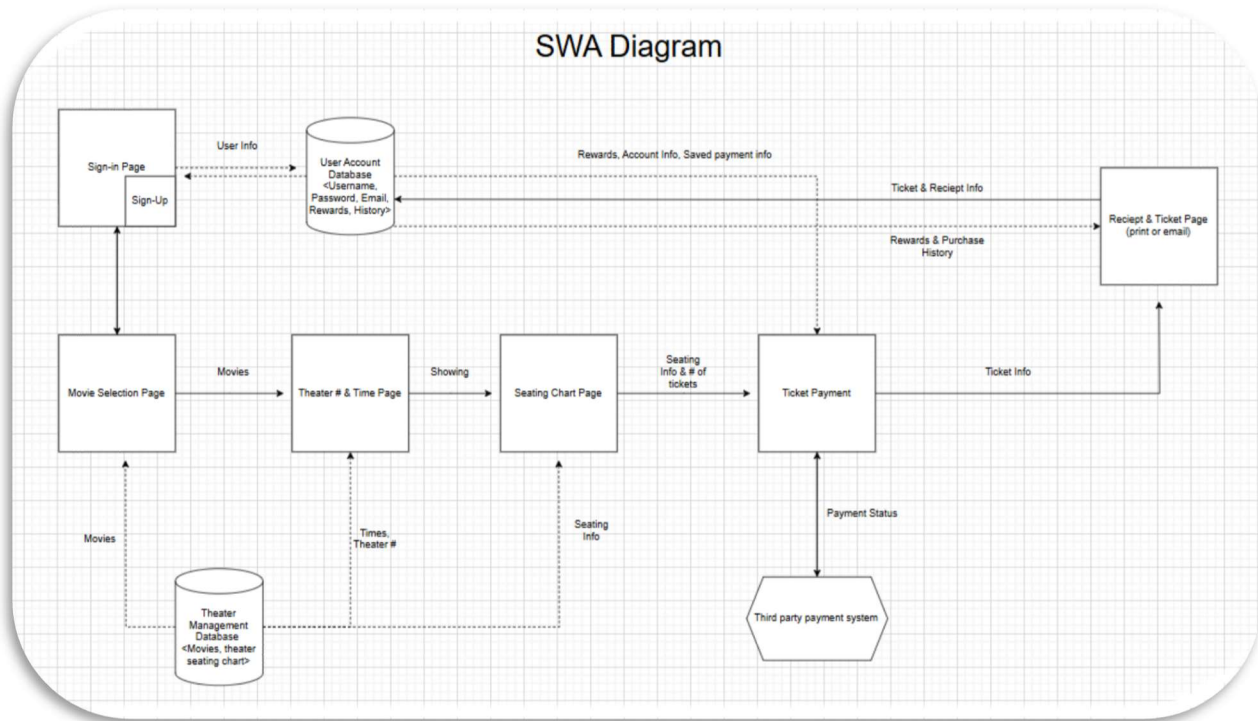 SWA Diagram
Sign-in Page
Sign-Up
User Info
User Account
Database
<Username,
Password, Email,
Rewards, History>
Rewards, Account Info, Saved payment info
Ticket & Reciept Info
Rewards & Purchase
History
Reciept & Ticket Page
(print or email)
Movie Selection Page
Movies
Theater # & Time Page
Showing
Seating Chart Page
Seating
Info & # of
tickets
Ticket Payment
Ticket Info
Movies
Times,
Theater #
Seating
Info
Payment Status
Theater
Management
Database
<Movies, theater
seating chart>
Third party payment system